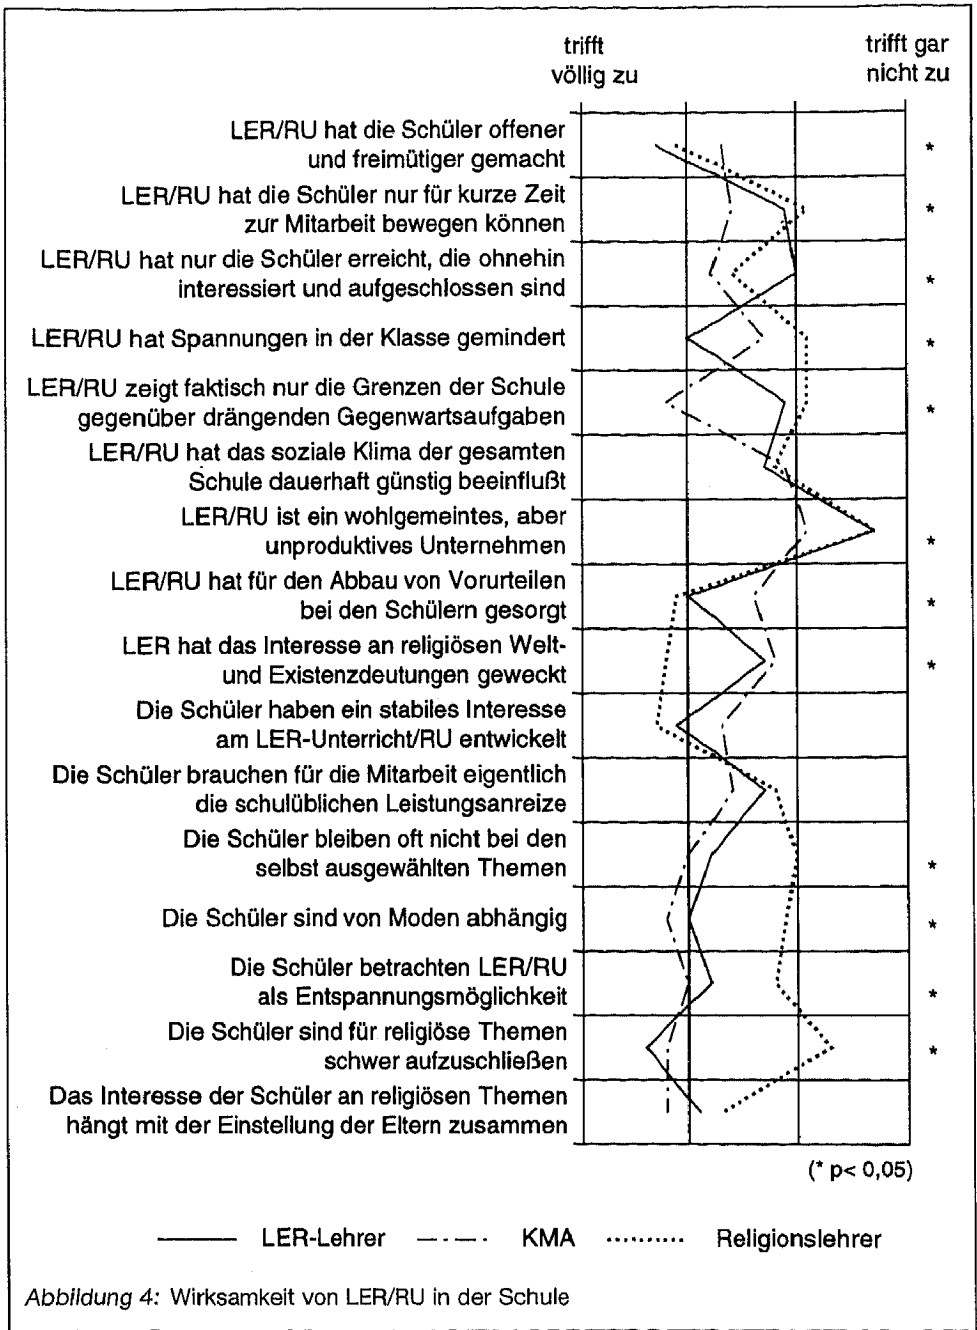 trifft
völlig zu
trifft gar
nicht zu
LER/RU hat die Schüler offener
und freimütiger gemacht
*
LER/RU hat die Schüler nur für kurze Zeit
zur Mitarbeit bewegen können
*
LER/RU hat nur die Schüler erreicht, die ohnehin
interessiert und aufgeschlossen sind
*
LER/RU hat Spannungen in der Klasse gemindert
*
LER/RU zeigt faktisch nur die Grenzen der Schule
gegenüber drängenden Gegenwartsaufgaben
*
LER/RU hat das soziale Klima der gesamten
Schule dauerhaft günstig beeinflußt
LER/RU ist ein wohlgemeintes, aber
unproduktives Unternehmen
*
LER/RU hat für den Abbau von Vorurteilen
bei den Schülern gesorgt
*
LER hat das Interesse an religiösen Welt-
und Existenzdeutungen geweckt
*
Die Schüler haben ein stabiles Interesse
am LER-Unterricht/RU entwickelt
Die Schüler brauchen für die Mitarbeit eigentlich
die schulüblichen Leistungsanreize
Die Schüler bleiben oft nicht bei den
selbst ausgewählten Themen
*
Die Schüler sind von Moden abhängig
*
Die Schüler betrachten LER/RU
als Entspannungsmöglichkeit
*
Die Schüler sind für religiöse Themen
schwer aufzuschließen
*
Das Interesse der Schüler an religiösen Themen
hängt mit der Einstellung der Eltern zusammen
(* p< 0,05)
LER-Lehrer KMA Religionslehrer
Abbildung 4: Wirksamkeit von LER/RU in der Schule